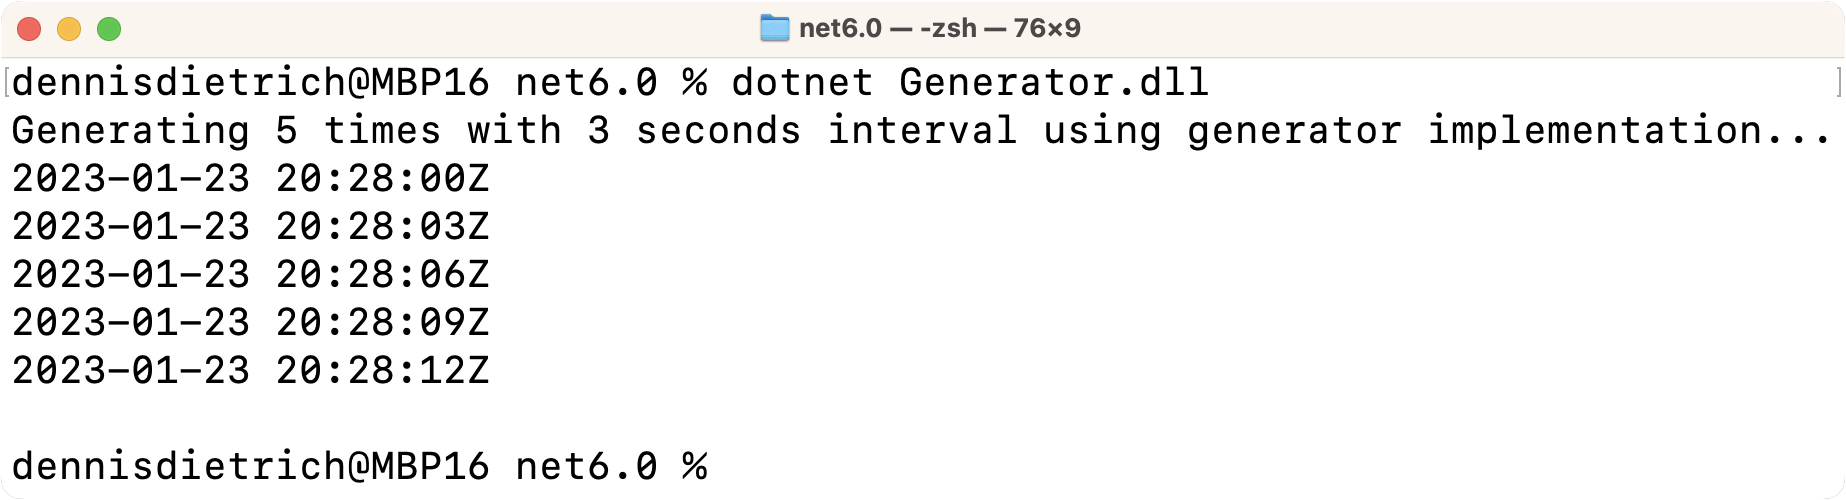 net6.0 — -zsh — 76×9
[dennisdietrich@MBP16 net6.0 % dotnet Generator.dll ]
Generating 5 times with 3 seconds interval using generator implementation...
2023-01-23 20:28:00Z
2023-01-23 20:28:03Z
2023-01-23 20:28:06Z
2023-01-23 20:28:09Z
2023-01-23 20:28:12Z
dennisdietrich@MBP16 net6.0 %